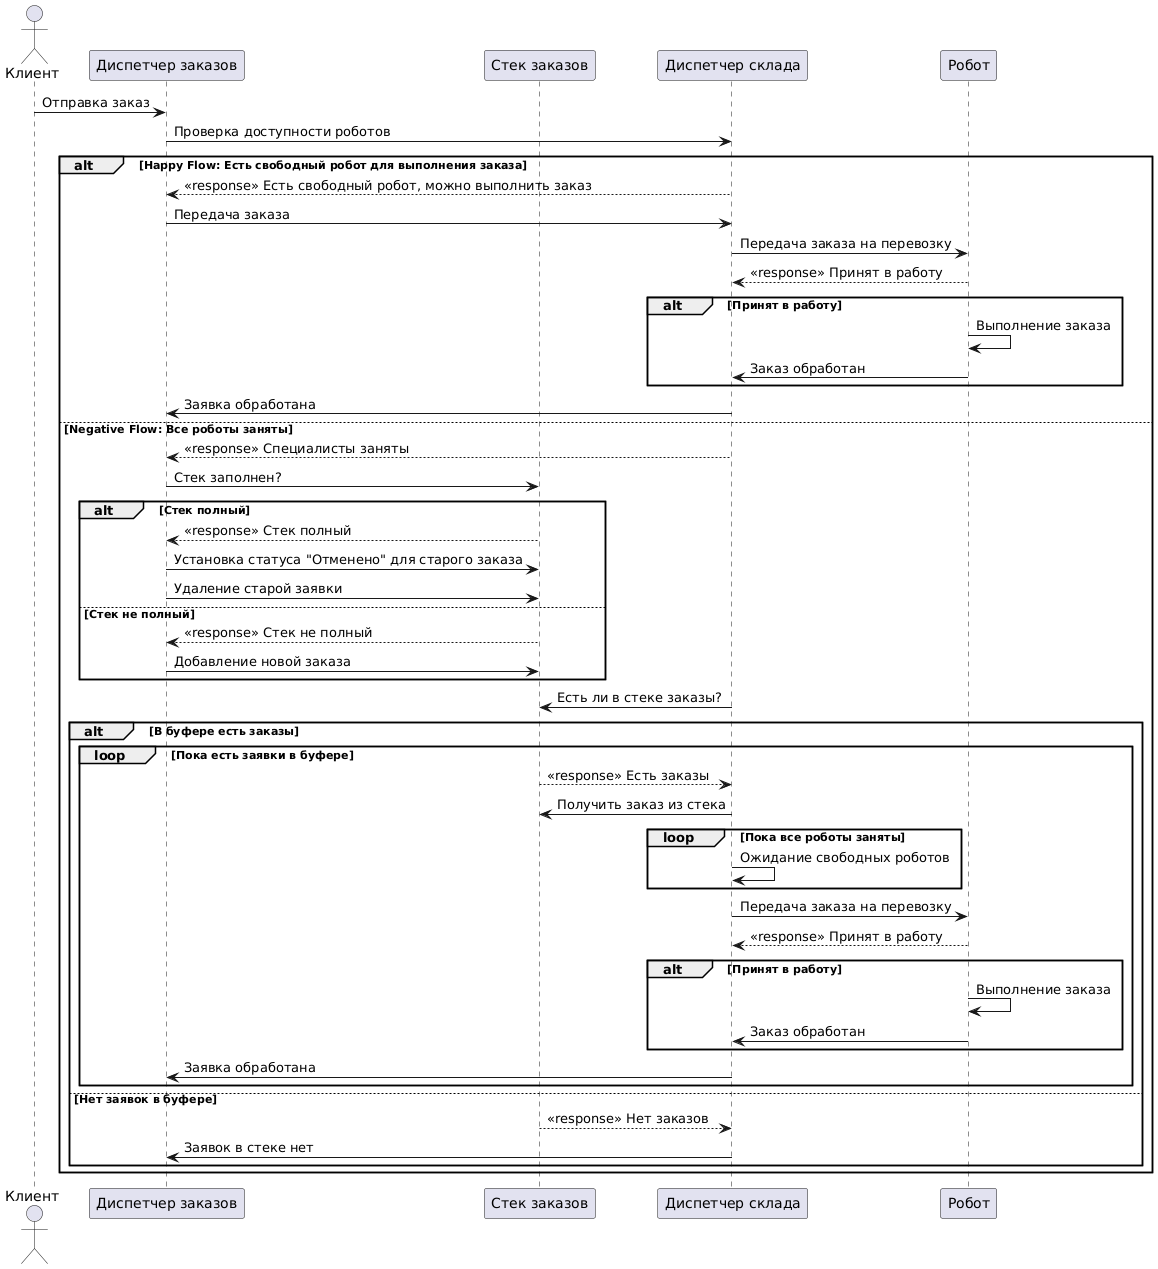 Клиент
Диспетчер заказов
Стек заказов
Диспетчер склада
Робот
Отправка заказ
Проверка доступности роботов
alt [Happy Flow: Есть свободный робот для выполнения заказа]
«response» Есть свободный робот, можно выполнить заказ
Передача заказа
Передача заказа на перевозку
«response» Принят в работу
alt [Принят в работу]
Выполнение заказа
Заказ обработан
Заявка обработана
[Negative Flow: Все роботы заняты]
«response» Специалисты заняты
Стек заполнен?
alt [Стек полный]
«response» Стек полный
Установка статуса "Отменено" для старого заказа
Удаление старой заявки
[Стек не полный]
«response» Стек не полный
Добавление новой заказа
Есть ли в стеке заказы?
alt [В буфере есть заказы]
loop [Пока есть заявки в буфере]
«response» Есть заказы
Получить заказ из стека
loop [Пока все роботы заняты]
Ожидание свободных роботов
Передача заказа на перевозку
«response» Принят в работу
alt [Принят в работу]
Выполнение заказа
Заказ обработан
Заявка обработана
[Нет заявок в буфере]
«response» Нет заказов
Заявок в стеке нет
Клиент
Диспетчер заказов
Стек заказов
Диспетчер склада
Робот